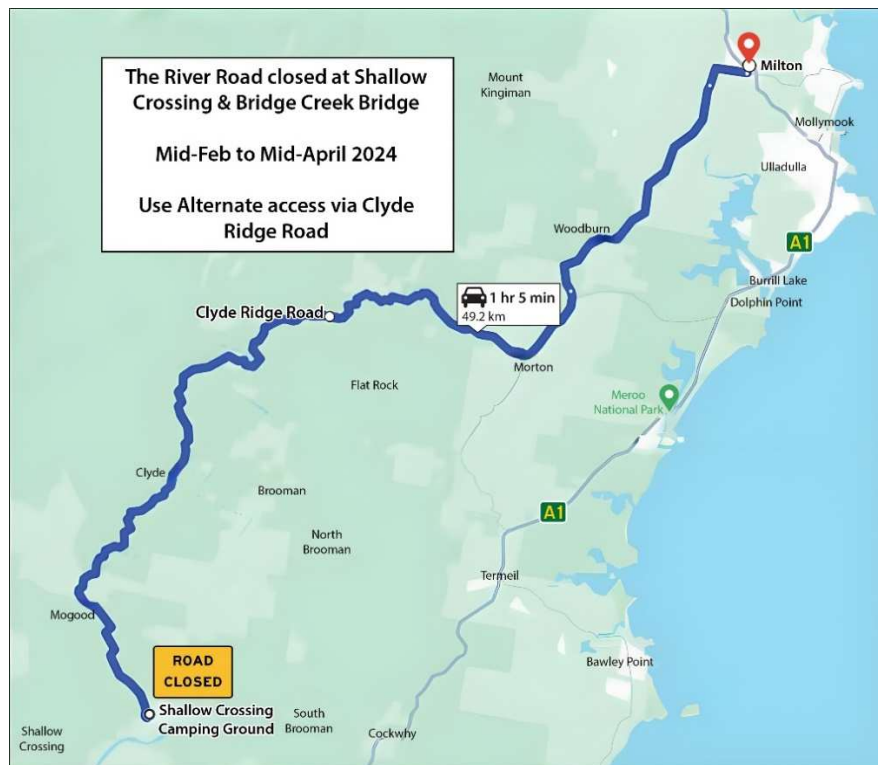 The River Road closed at Shallow
Crossing & Bridge Creek Bridge
Mid-Feb to Mid-April 2024
Use Alternate access via Clyde
Ridge Road
Mount
Kingiman
Milton
Mollymook
Ulladulla
Woodburn
A1
Burrill Lake
Dolphin Point
1 hr 5 min
49.2 km
Clyde Ridge Road
Morton
Flat Rock
Meroo
National Park
Clyde
Brooman
A1
North
Brooman
Termeil
Mogood
ROAD
CLOSED
Bawley Point
Shallow Crossing
Camping Ground
South
Brooman
Shallow
Crossing
Cockwhy